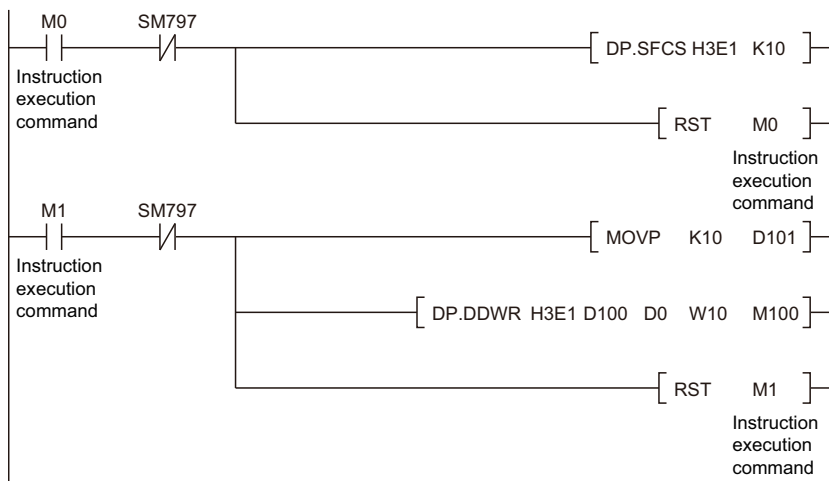 M0 SM797
DP.SFCS H3E1 K10
Instruction
execution
command
RST M0
Instruction
execution
command
M1 SM797
MOVP K10 D101
Instruction
execution
command
DP.DDWR H3E1 D100 D0 W10 M100
RST M1
Instruction
execution
command